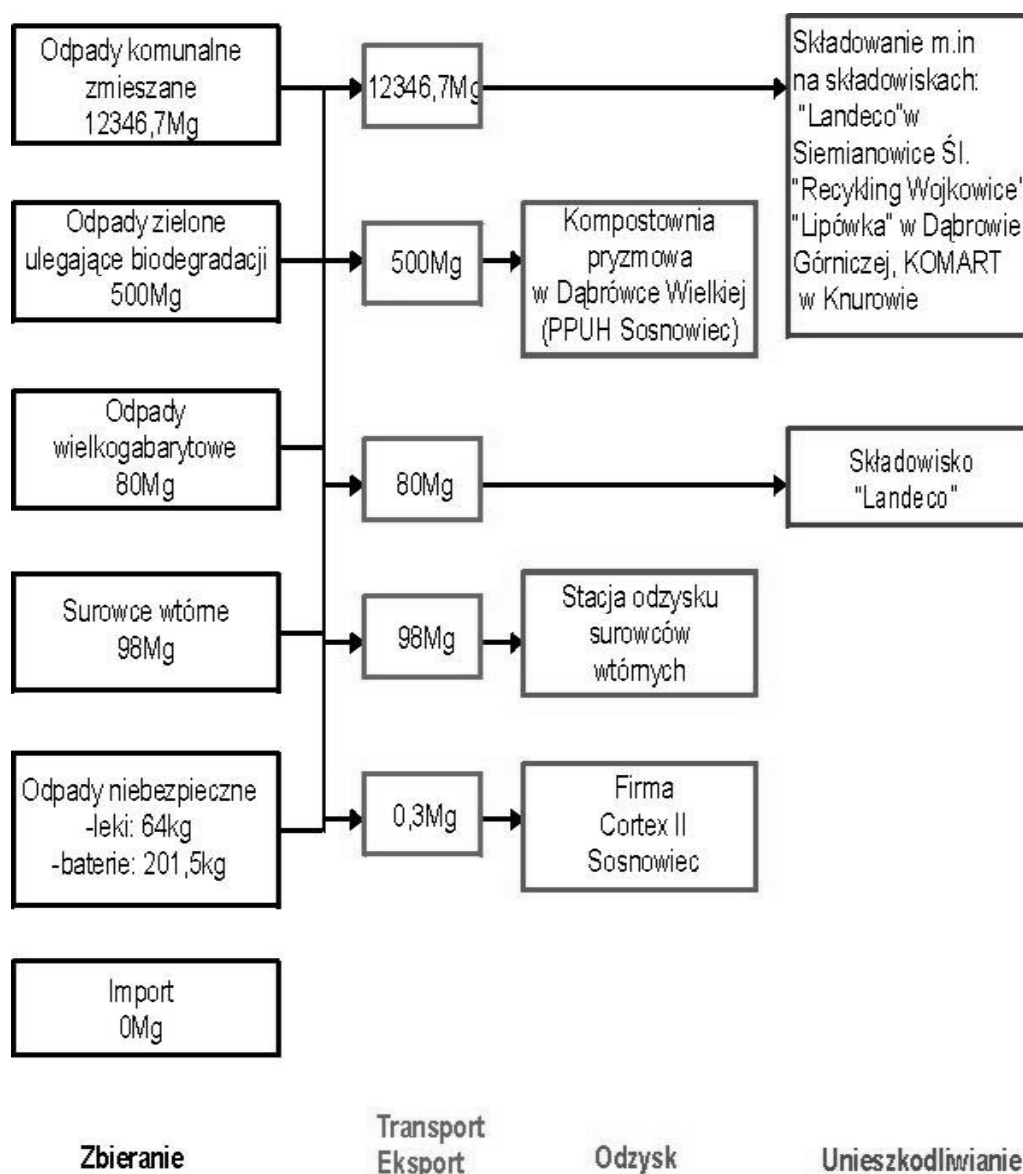 Odpady komunalne
zmieszane
12346,7Mg
12346,7Mg
Składowanie m.in
na składowiskach:
"Landeco"w
Siemianowice Śl.
"Recykling Wojkowice"
"Lipówka" w Dąbrowie
Górniczej, KOMART
w Knurowie
Odpady zielone
ulegające biodegradacji
500Mg
500Mg
Kompostownia
pryzmowa
w Dąbrówce Wielkiej
(PPUH Sosnowiec)
Odpady
wielkogabarytowe
80Mg
80Mg
Składowisko
"Landeco"
Surowce wtórne
98Mg
98Mg
Stacja odzysku
surowców
wtórnych
Odpady niebezpieczne
-leki: 64kg
-baterie: 201,5kg
0,3Mg
Firma
Cortex II
Sosnowiec
Import
0Mg
Zbieranie
Transport
Eksport
Odzysk
Unieszkodliwianie